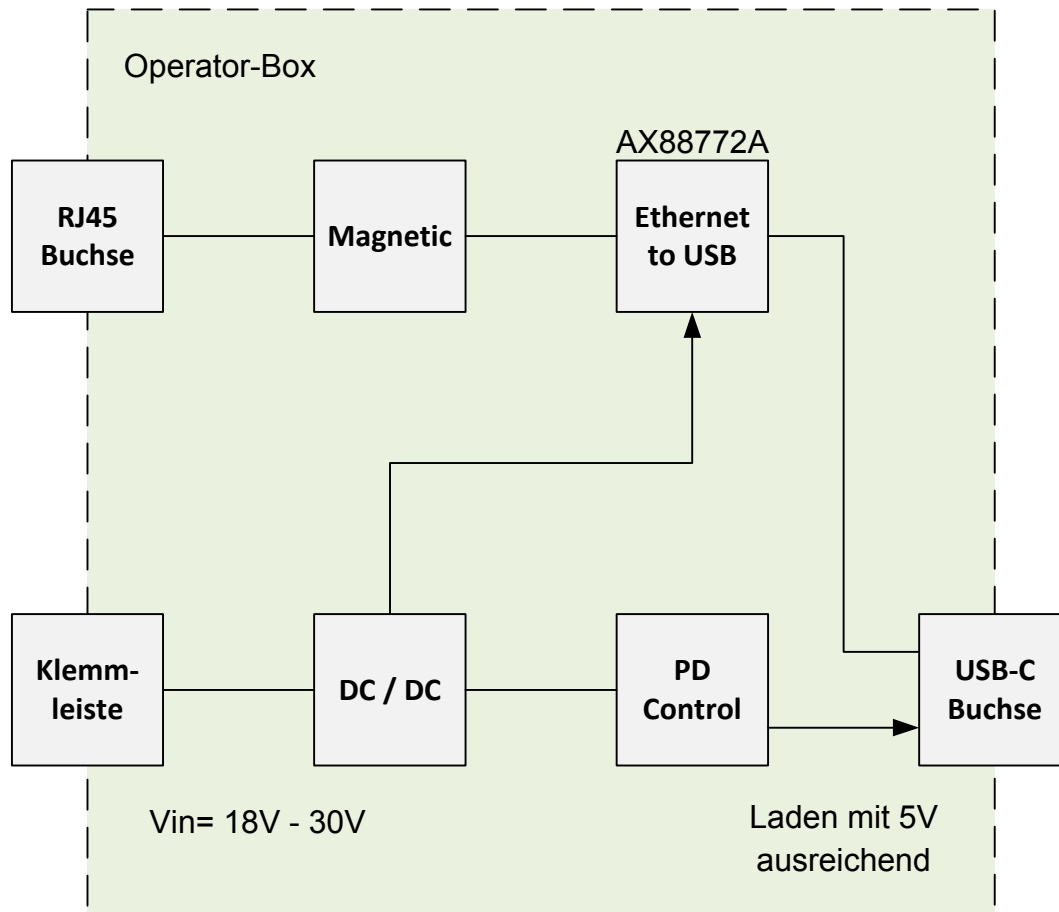 Operator-Box
AX88772A
RJ45
Buchse
Magnetic
Ethernet
to USB
Klemm-
leiste
DC / DC
PD
Control
USB-C
Buchse
Vin= 18V - 30V
Laden mit 5V
ausreichend